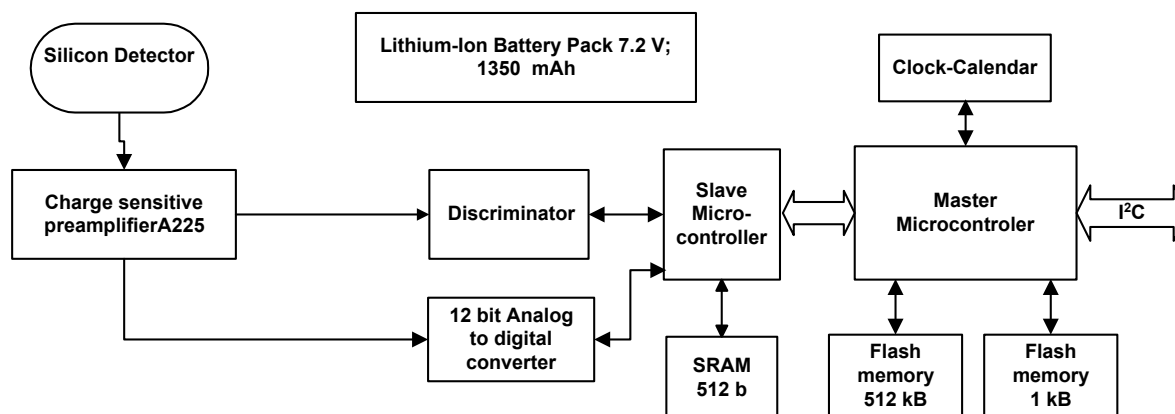 Silicon
Detector
Lithium-Ion Battery Pack 7.2 V;
1350 mAh
Clock-Calendar
Charge sensitive
preamplifierA225
Discriminator
Slave
Micro-
controller
Master
Microcontroler
I²C
12 bit Analog
to digital
converter
SRAM
512 b
Flash
memory
512 kB
Flash
memory
1 kB